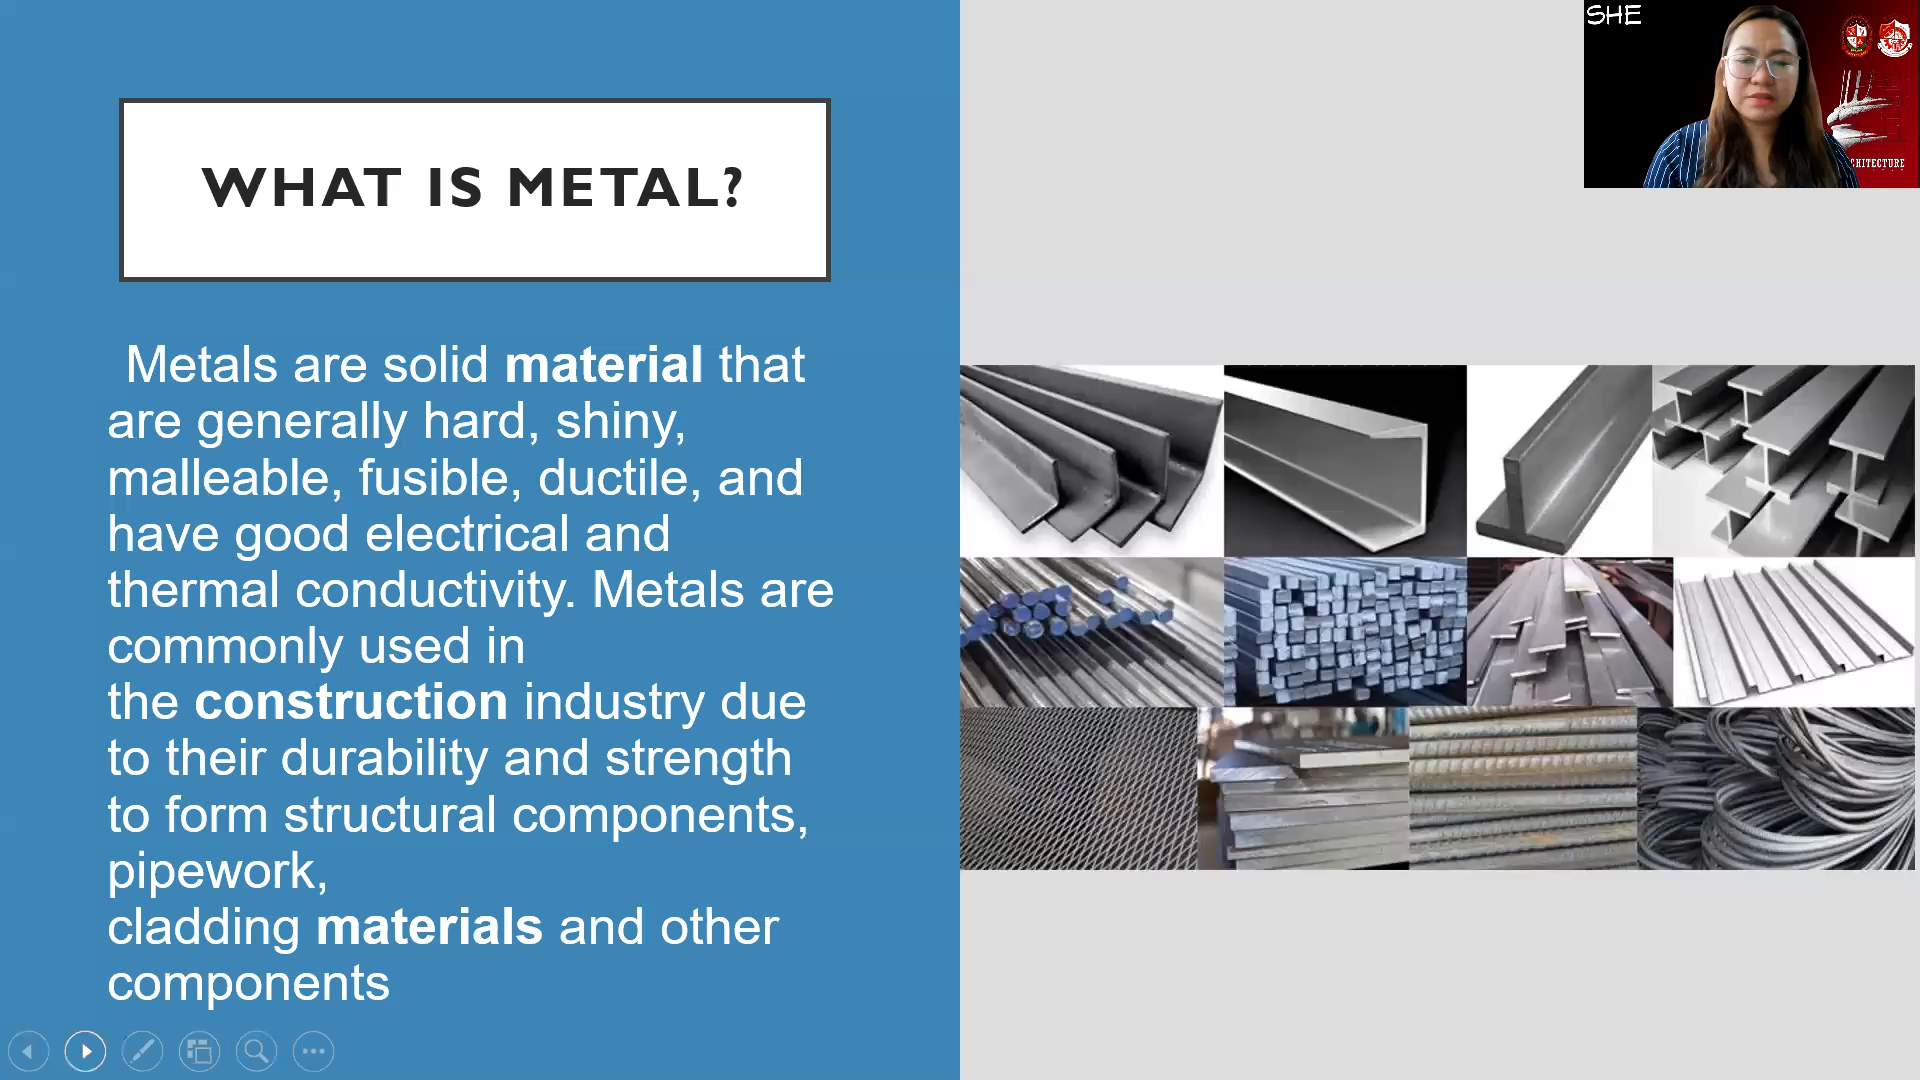 SHE
CHITECTURE
WHAT IS METAL?
Metals are solid material that
are generally hard, shiny,
malleable, fusible, ductile, and
have good electrical and
thermal conductivity. Metals are
commonly used in
the construction industry due
to their durability and strength
to form structural components,
pipework,
cladding materials and other
components